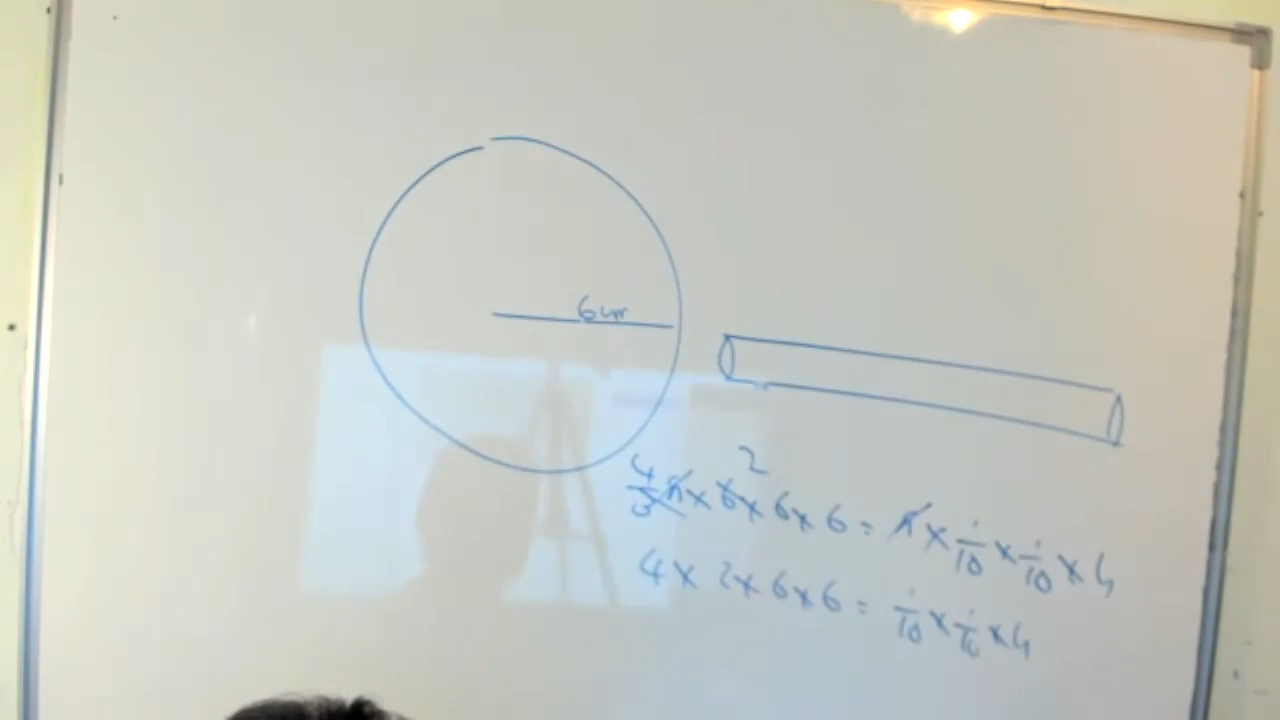 6cm
2
4/3 π × 6 × 6 × 6 = π × 1/10 × 1/10 × h
4 × 2 × 6 × 6 = 1/10 × 1/10 × h